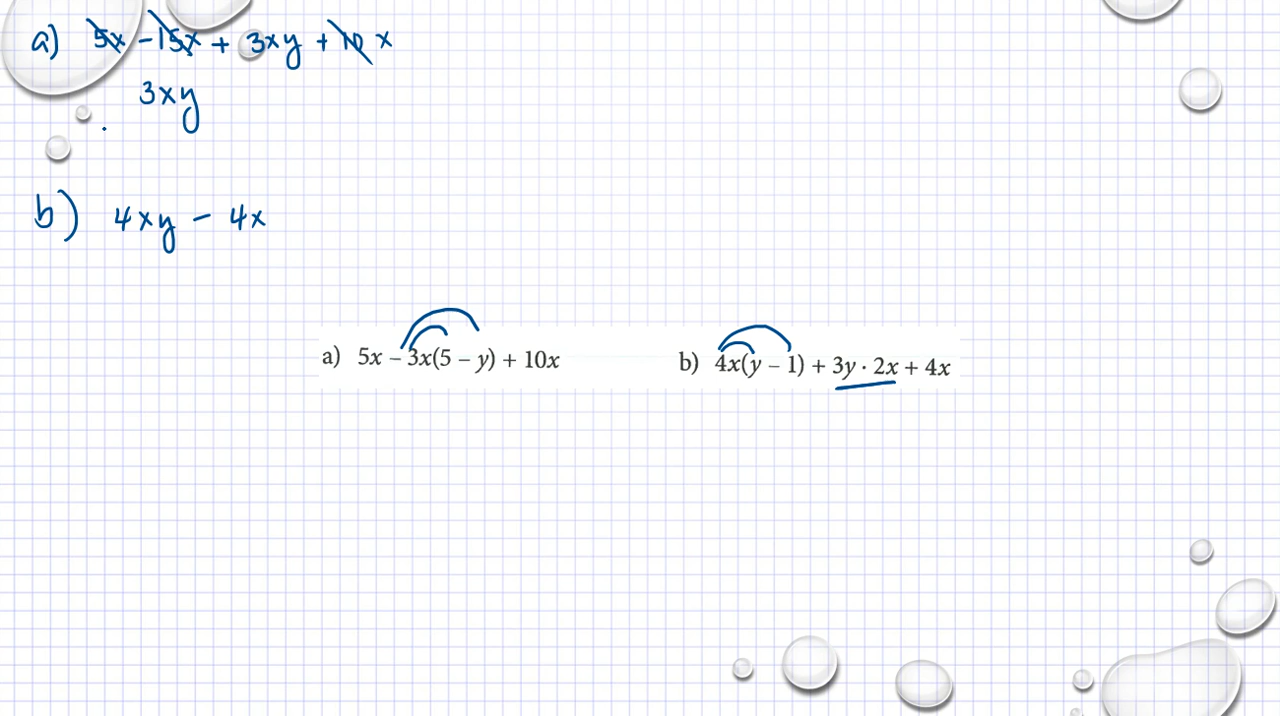 a) 5x - 15x + 3xy + 10x
3xy
b) 4xy - 4x
a) 5x – 3x(5 – y) + 10x
b) 4x(y – 1) + 3y · 2x + 4x